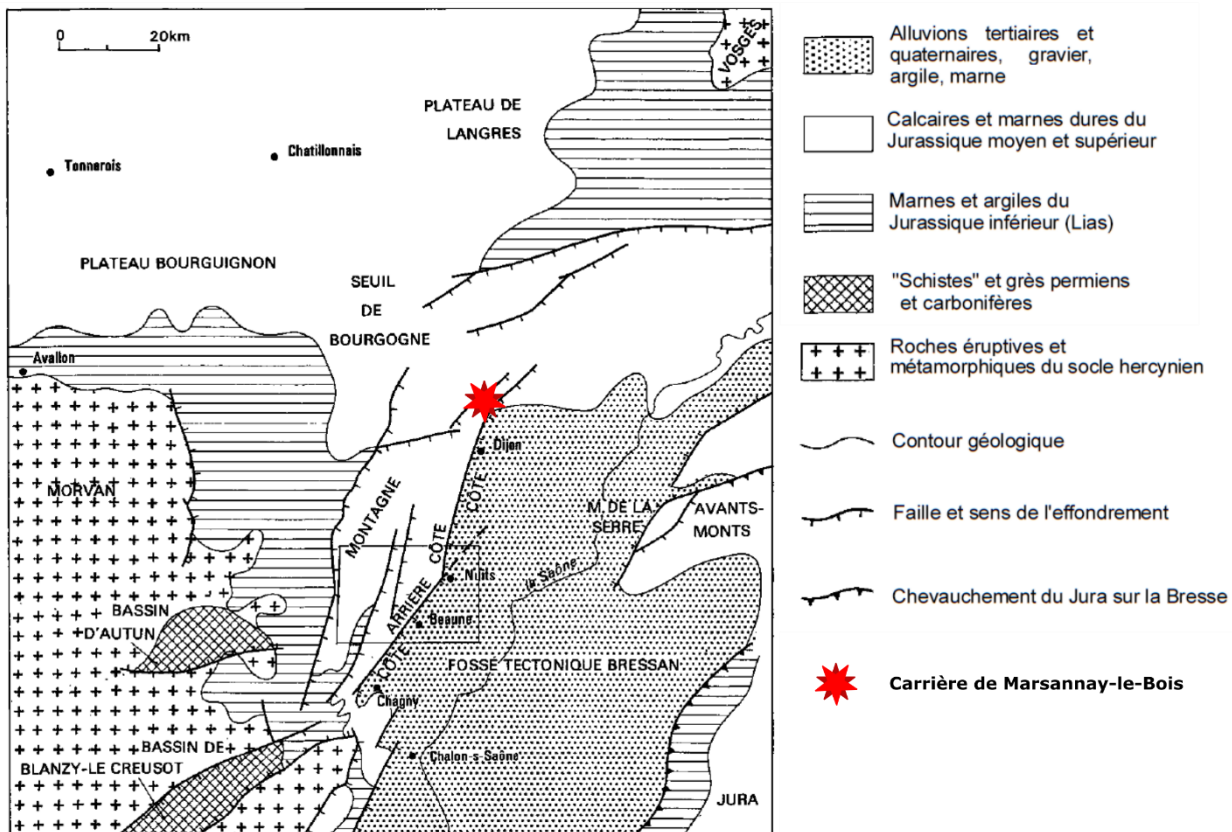 0 20km
VOSGES
PLATEAU DE
LANGRES
Tonnerois
Chatillonnais
PLATEAU BOURGUIGNON
SEUIL
DE
BOURGOGNE
Avallon
Dijon
MORVAN
MONTAGNE
CÔTE
M. DE LA
SERRE
AVANTS-
MONTS
la Saône
Nuits
ARRIÈRE CÔTE
BASSIN
D'AUTUN
Beaune
CÔTE
FOSSE TECTONIQUE BRESSAN
Chagny
BASSIN DE
BLANZY-LE CREUSOT
Chalon-s-Saône
JURA
Alluvions tertiaires et
quaternaires, gravier,
argile, marne
Calcaires et marnes dures du
Jurassique moyen et supérieur
Marnes et argiles du
Jurassique inférieur (Lias)
"Schistes" et grès permiens
et carbonifères
Roches éruptives et
métamorphiques du socle hercynien
Contour géologique
Faille et sens de l'effondrement
Chevauchement du Jura sur la Bresse
Carrière de Marsannay-le-Bois